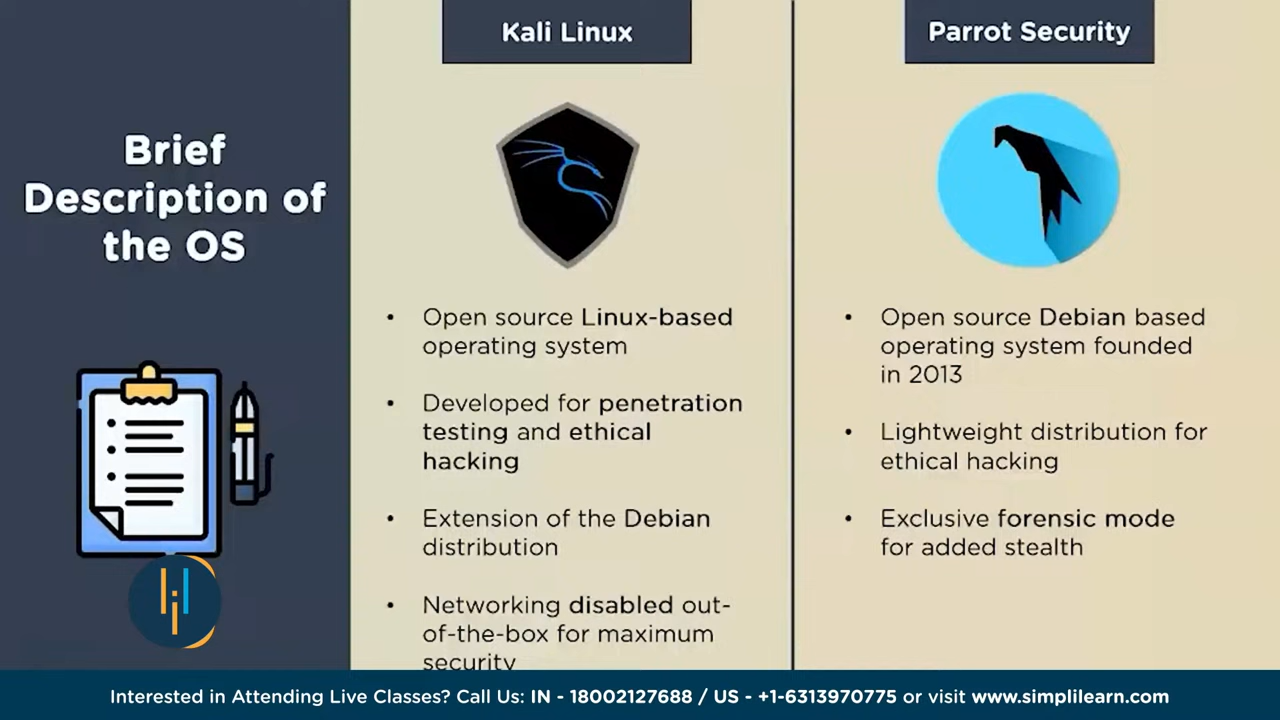 Brief
Description of
the OS
Kali Linux
• Open source Linux-based
operating system
• Developed for penetration
testing and ethical
hacking
• Extension of the Debian
distribution
• Networking disabled out-
of-the-box for maximum
security
Parrot Security
• Open source Debian based
operating system founded
in 2013
• Lightweight distribution for
ethical hacking
• Exclusive forensic mode
for added stealth
Interested in Attending Live Classes? Call Us: IN - 18002127688 / US - +1-6313970775 or visit www.simplilearn.com